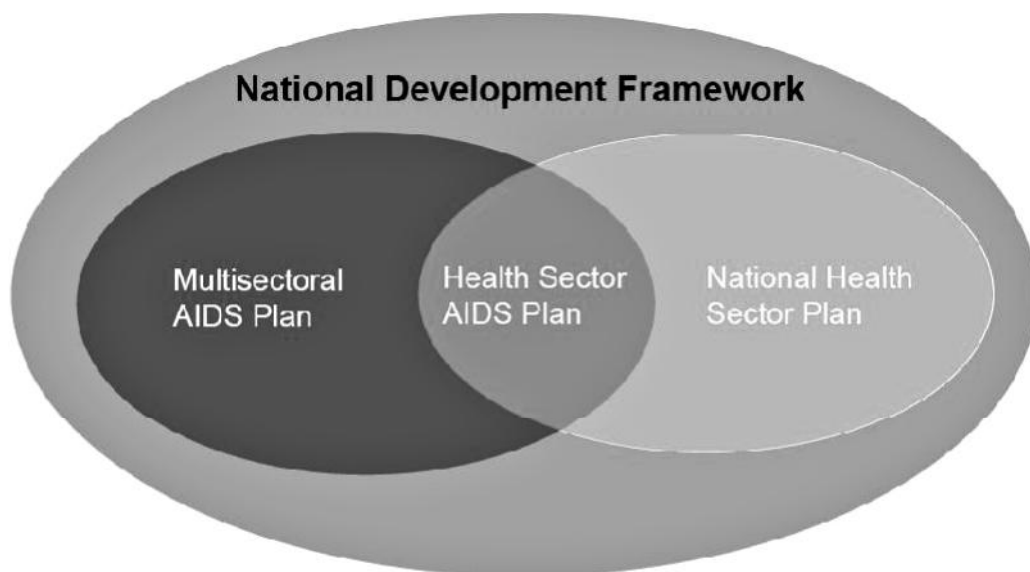 National Development Framework
Multisectoral
AIDS Plan
Health Sector
AIDS Plan
National Health
Sector Plan